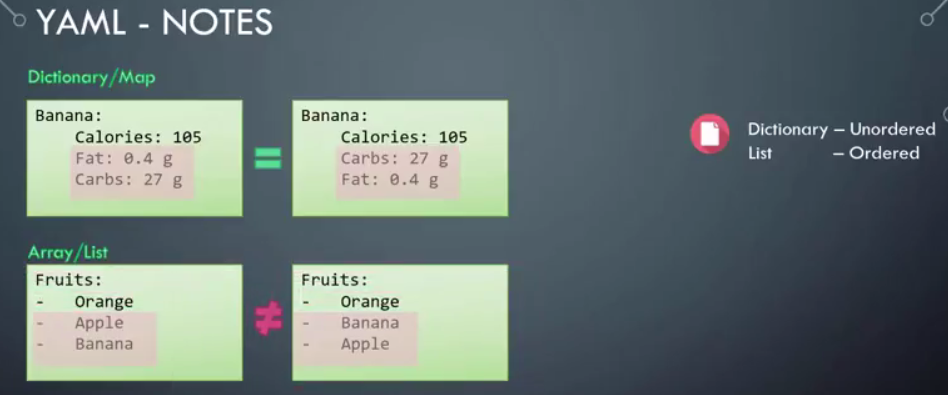 YAML - NOTES
Dictionary/Map
Banana:
Calories: 105
Fat: 0.4 g
Carbs: 27 g
=
Banana:
Calories: 105
Carbs: 27 g
Fat: 0.4 g
Dictionary – Unordered
List – Ordered
Array/List
Fruits:
- Orange
- Apple
- Banana
≠
Fruits:
- Orange
- Banana
- Apple